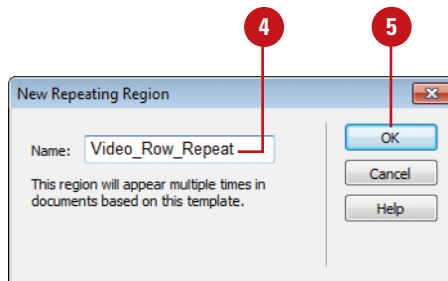 4
5
New Repeating Region
Name: Video_Row_Repeat
OK
This region will appear multiple times in
documents based on this template.
Cancel
Help